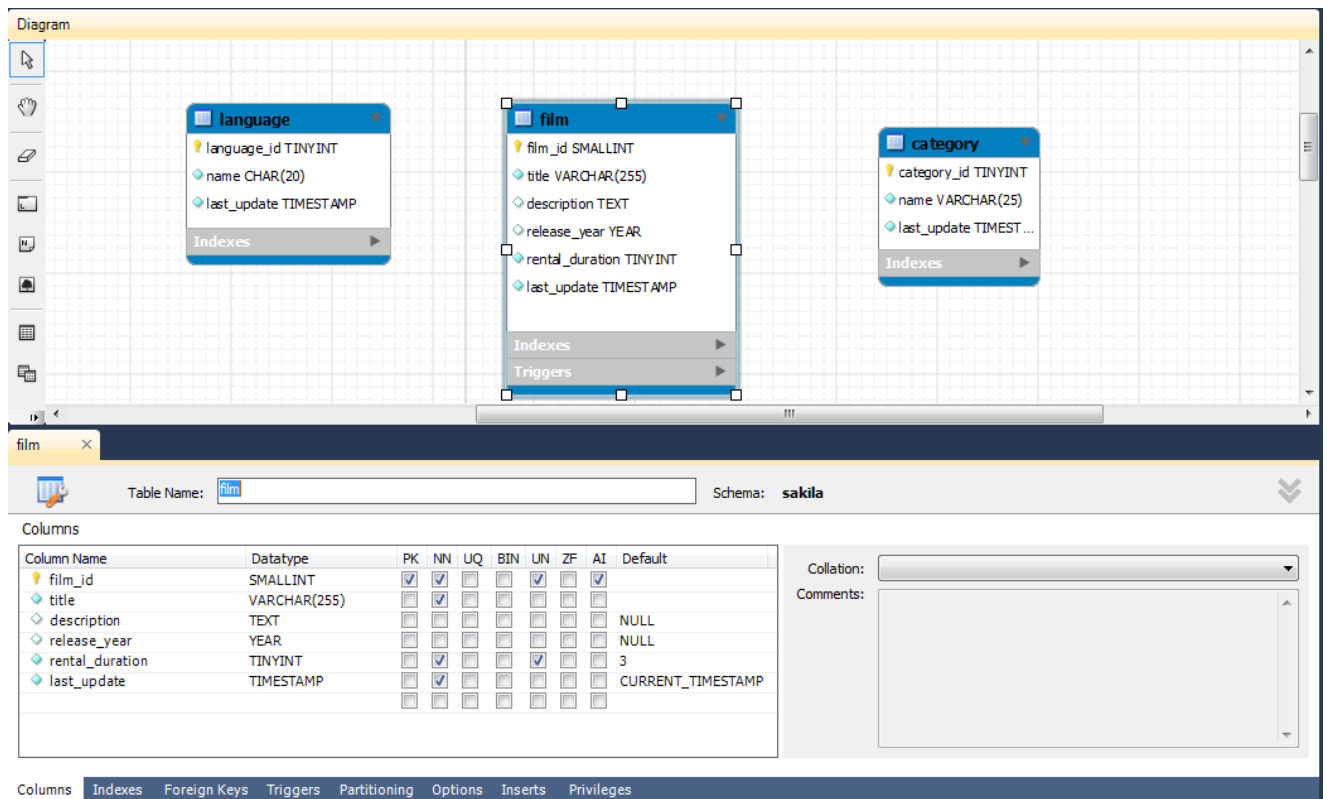 Diagram
language
language_id TINYINT
name CHAR(20)
last_update TIMESTAMP
Indexes
film
film_id SMALLINT
title VARCHAR(255)
description TEXT
release_year YEAR
rental_duration TINYINT
last_update TIMESTAMP
Indexes
Triggers
category
category_id TINYINT
name VARCHAR(25)
last_update TIMEST...
Indexes
film
Table Name: film Schema: sakila
Columns
Column Name Datatype PK NN UQ BIN UN ZF AI Default
film_id SMALLINT
title VARCHAR(255)
description TEXT NULL
release_year YEAR NULL
rental_duration TINYINT 3
last_update TIMESTAMP CURRENT_TIMESTAMP
Collation:
Comments:
Columns Indexes Foreign Keys Triggers Partitioning Options Inserts Privileges